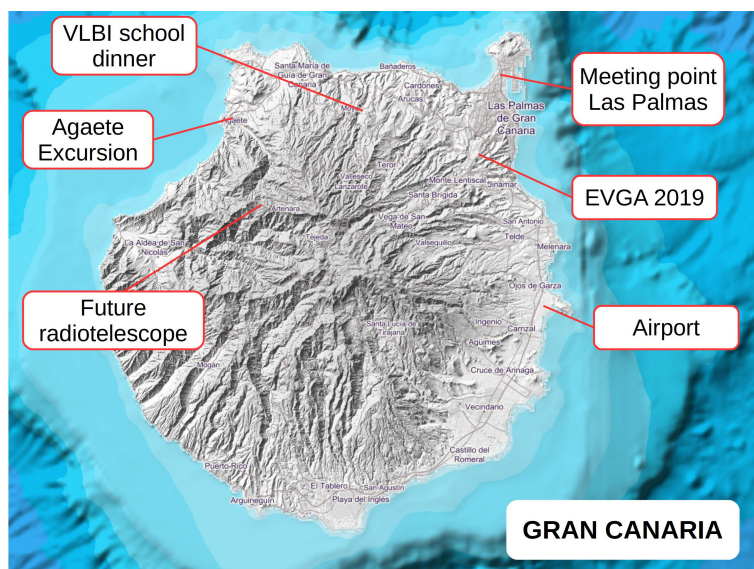 VLBI school
dinner
Santa María de
Guía de Gran
Canaria
Bañaderos
Cardones
Arucas
Meeting point
Las Palmas
Moya
Las Palmas
de Gran
Canaria
Agaete
Agaete
Excursion
Teror
Valleseco
Lanzarote
Monte Lentiscal
Jinamar
Santa Brigida
EVGA 2019
Artenara
Vega de San
Mateo
San Antonio
Telde
Tejeda
Valsequillo
Melenara
La Aldea de San
Nicolás
Ojos de Garza
Future
radiotelescope
Santa Lucía de
Tirajana
Ingenio
Carrizal
Airport
Agüimes
Mogán
Cruce de Arinaga
Vecindario
Castillo del
Romeral
Puerto Rico
El Tablero
San Agustín
Arguineguín
Playa del Inglés
GRAN CANARIA